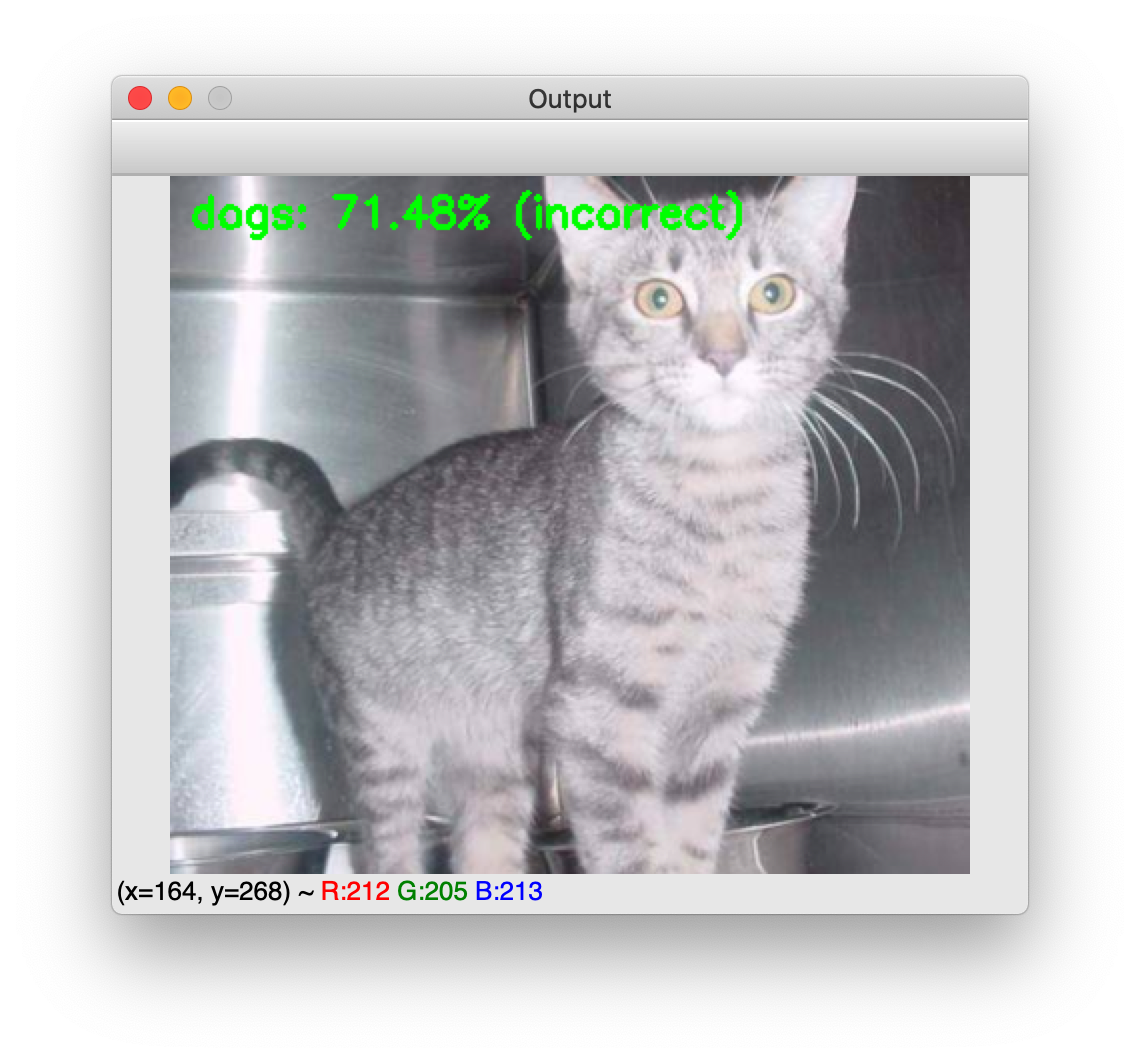 Output
dogs: 71.48% (incorrect)
(x=164, y=268) ~ R:212 G:205 B:213